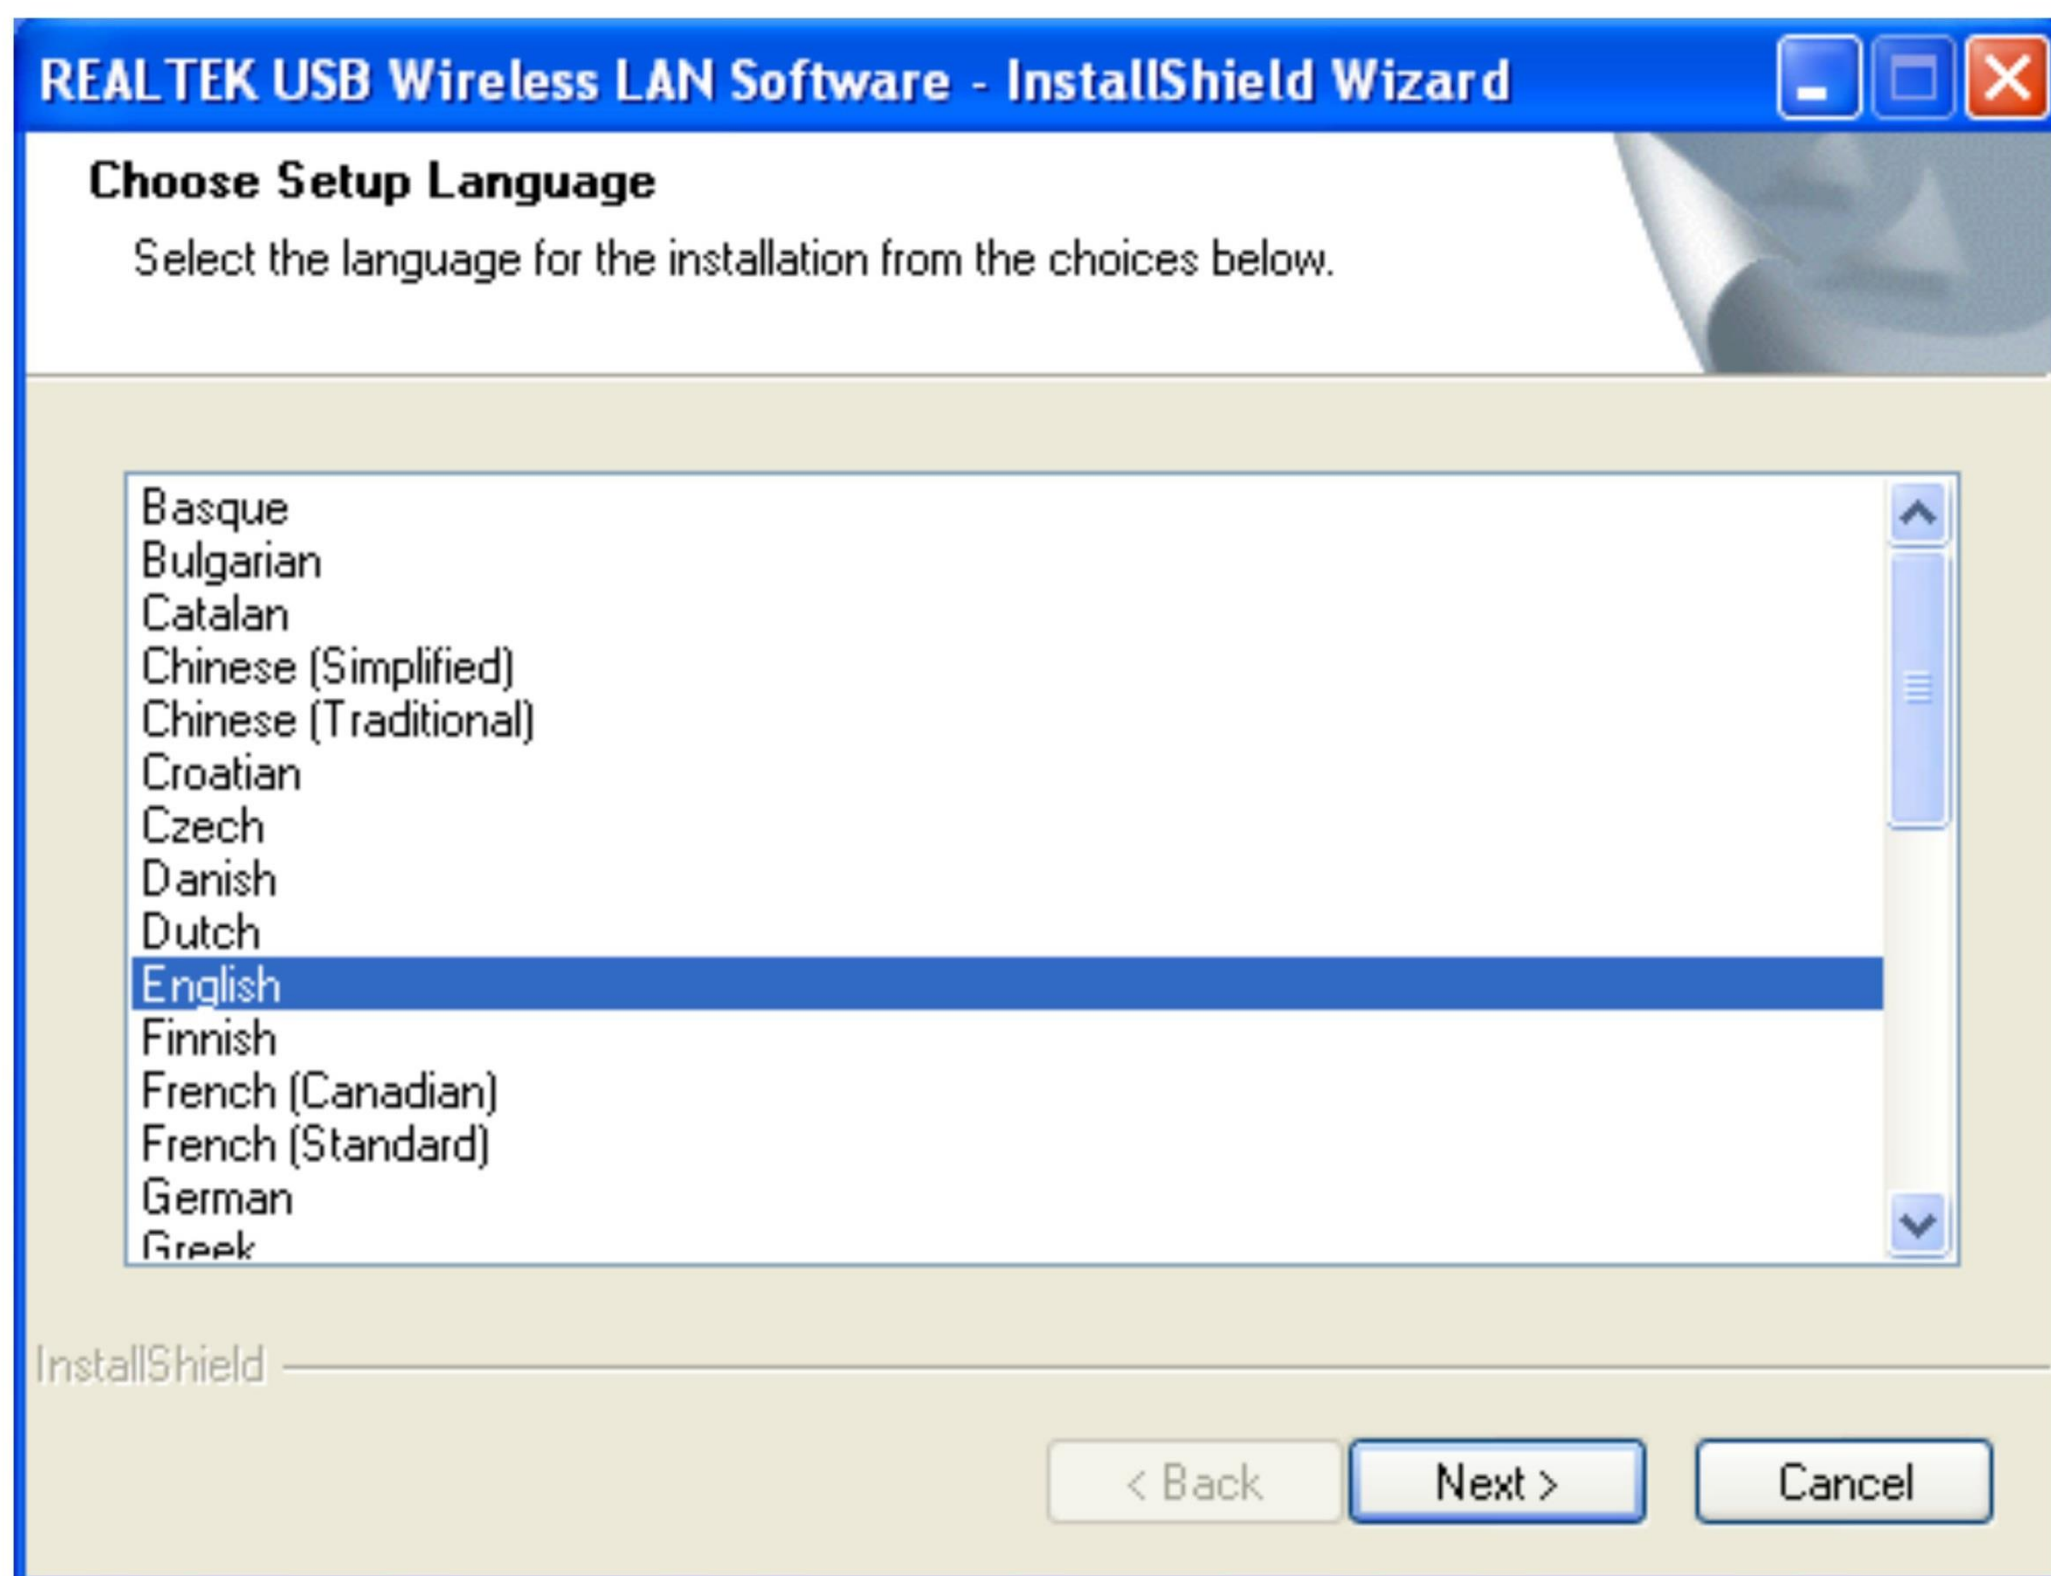 REALTEK USB Wireless LAN Software - InstallShield Wizard
Choose Setup Language
Select the language for the installation from the choices below.
Basque
Bulgarian
Catalan
Chinese (Simplified)
Chinese (Traditional)
Croatian
Czech
Danish
Dutch
English
Finnish
French (Canadian)
French (Standard)
German
Greek
InstallShield
< Back
Next >
Cancel